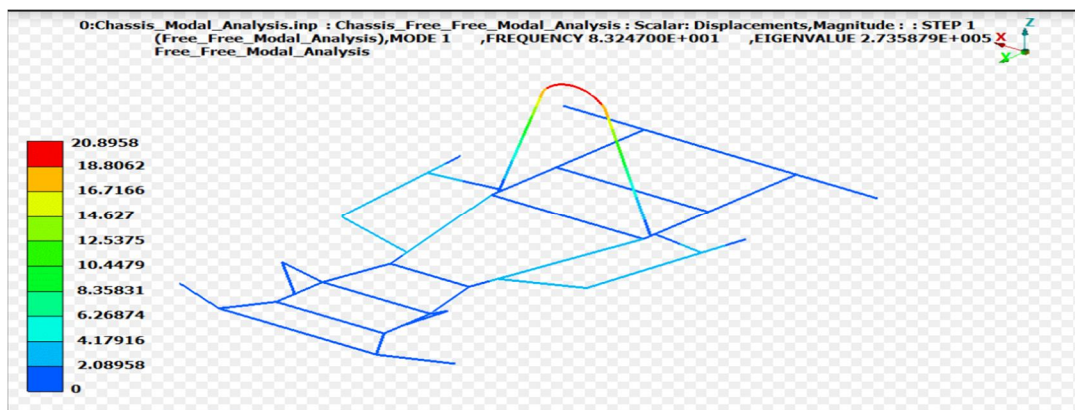 0:Chassis_Modal_Analysis.inp : Chassis_Free_Free_Modal_Analysis : Scalar: Displacements,Magnitude : : STEP 1
(Free_Free_Modal_Analysis),MODE 1 ,FREQUENCY 8.324700E+001 ,EIGENVALUE 2.735879E+005
Free_Free_Modal_Analysis
Z
X
Y
20.8958
18.8062
16.7166
14.627
12.5375
10.4479
8.35831
6.26874
4.17916
2.08958
0